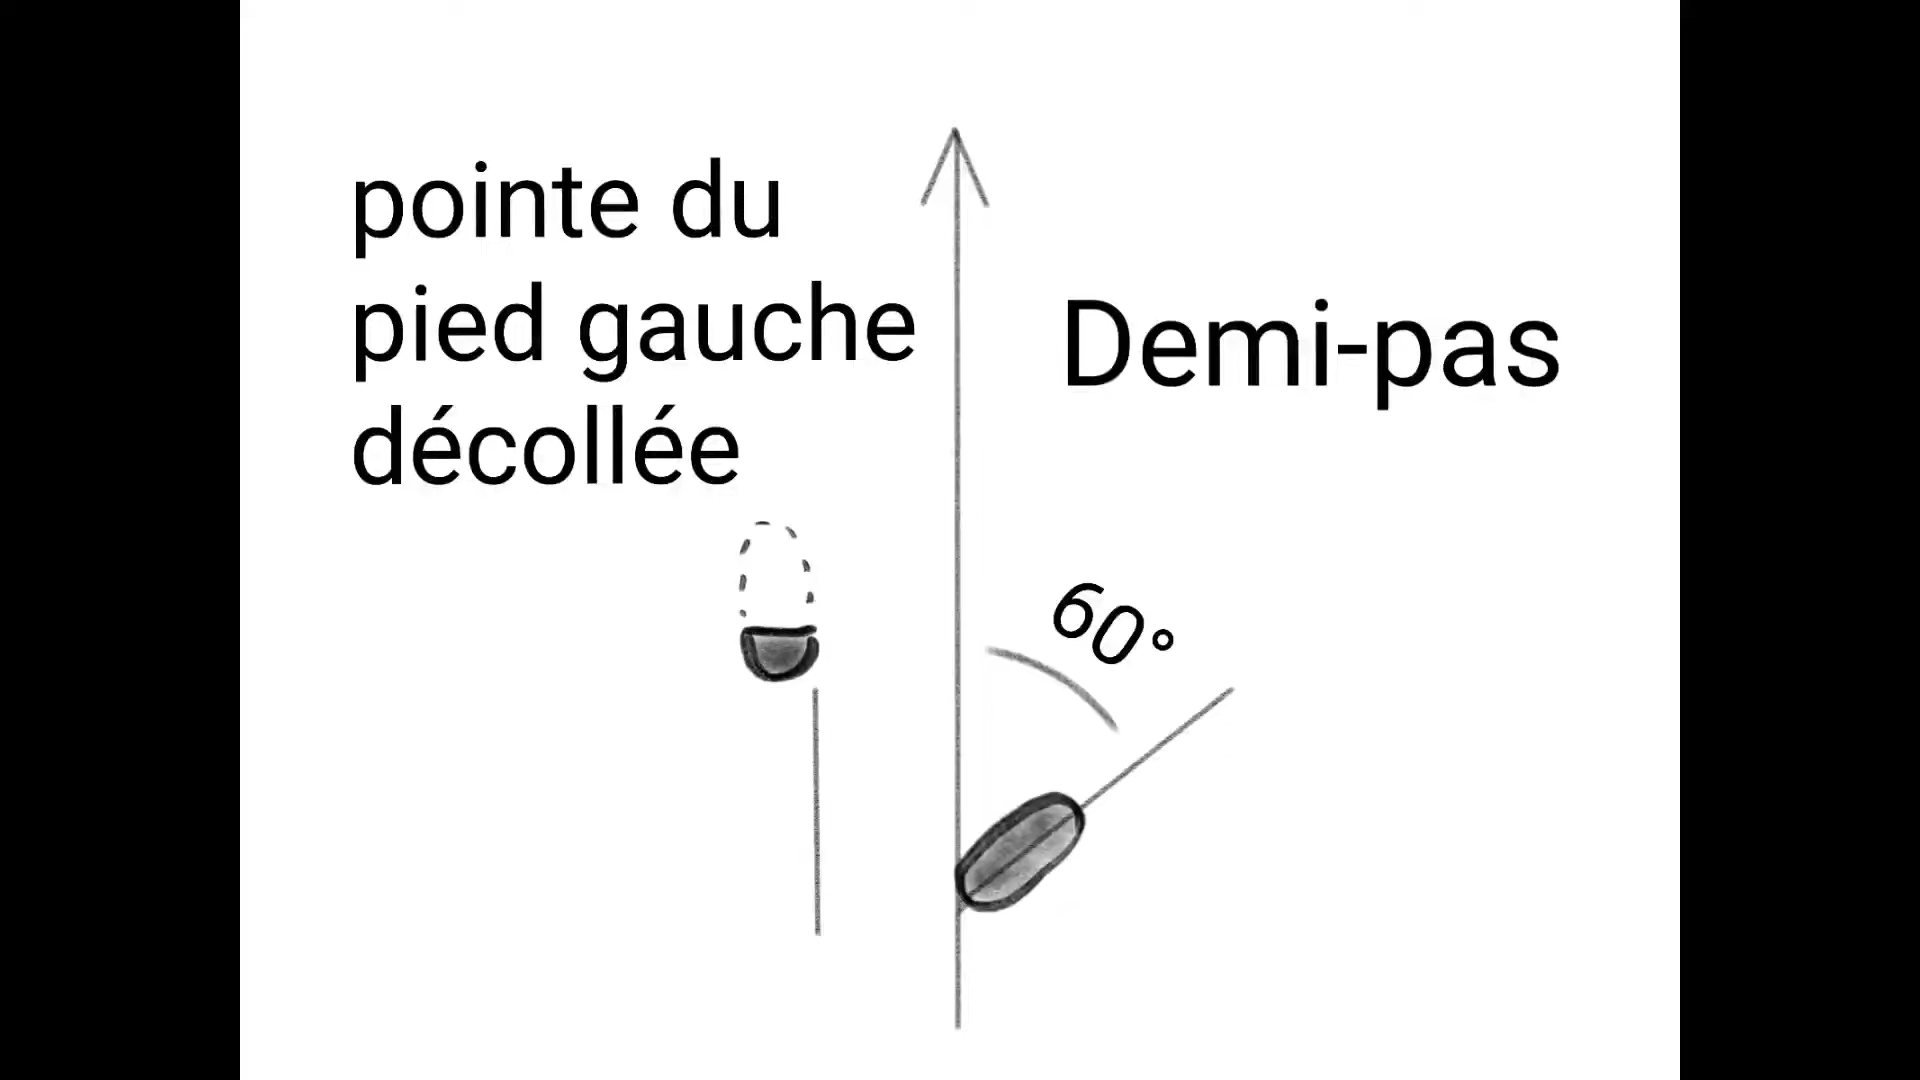 pointe du
pied gauche
décollée
Demi-pas
60°